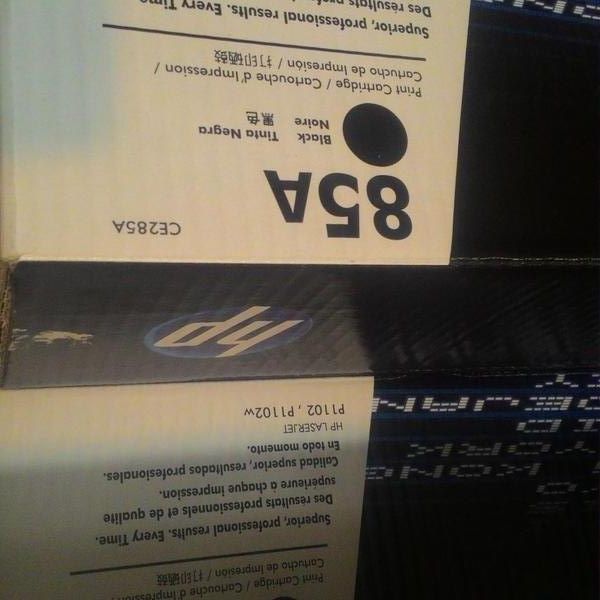 Print Cartridge / Cartouche d'Impression /
Cartucho de Impresión / 打印硒鼓
Superior, professional results. Every Time.
Des résultats professionnels et de qualité
supérieure à chaque impression.
Calidad superior, resultados profesionales.
En todo momento.
HP LASERJET
P1102 , P1102w
hp
CE285A
85A
Black Tinta Negra
Noire 黑色
Print Cartridge / Cartouche d'Impression /
Cartucho de Impresión / 打印硒鼓
Superior, professional results. Every Time.
Des résultats